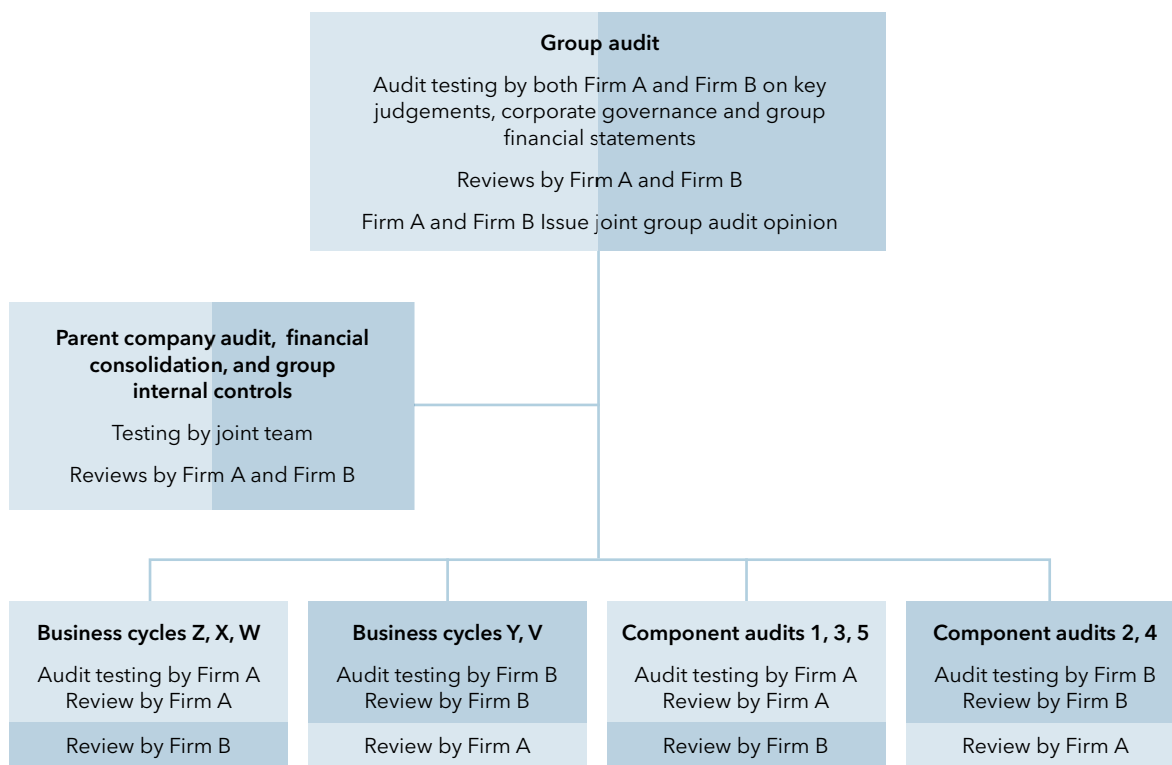 Group audit
Audit testing by both Firm A and Firm B on key
judgements, corporate governance and group
financial statements
Reviews by Firm A and Firm B
Firm A and Firm B Issue joint group audit opinion
Parent company audit, financial
consolidation, and group
internal controls
Testing by joint team
Reviews by Firm A and Firm B
Business cycles Z, X, W
Audit testing by Firm A
Review by Firm A
Review by Firm B
Business cycles Y, V
Audit testing by Firm B
Review by Firm B
Review by Firm A
Component audits 1, 3, 5
Audit testing by Firm A
Review by Firm A
Review by Firm B
Component audits 2, 4
Audit testing by Firm B
Review by Firm B
Review by Firm A